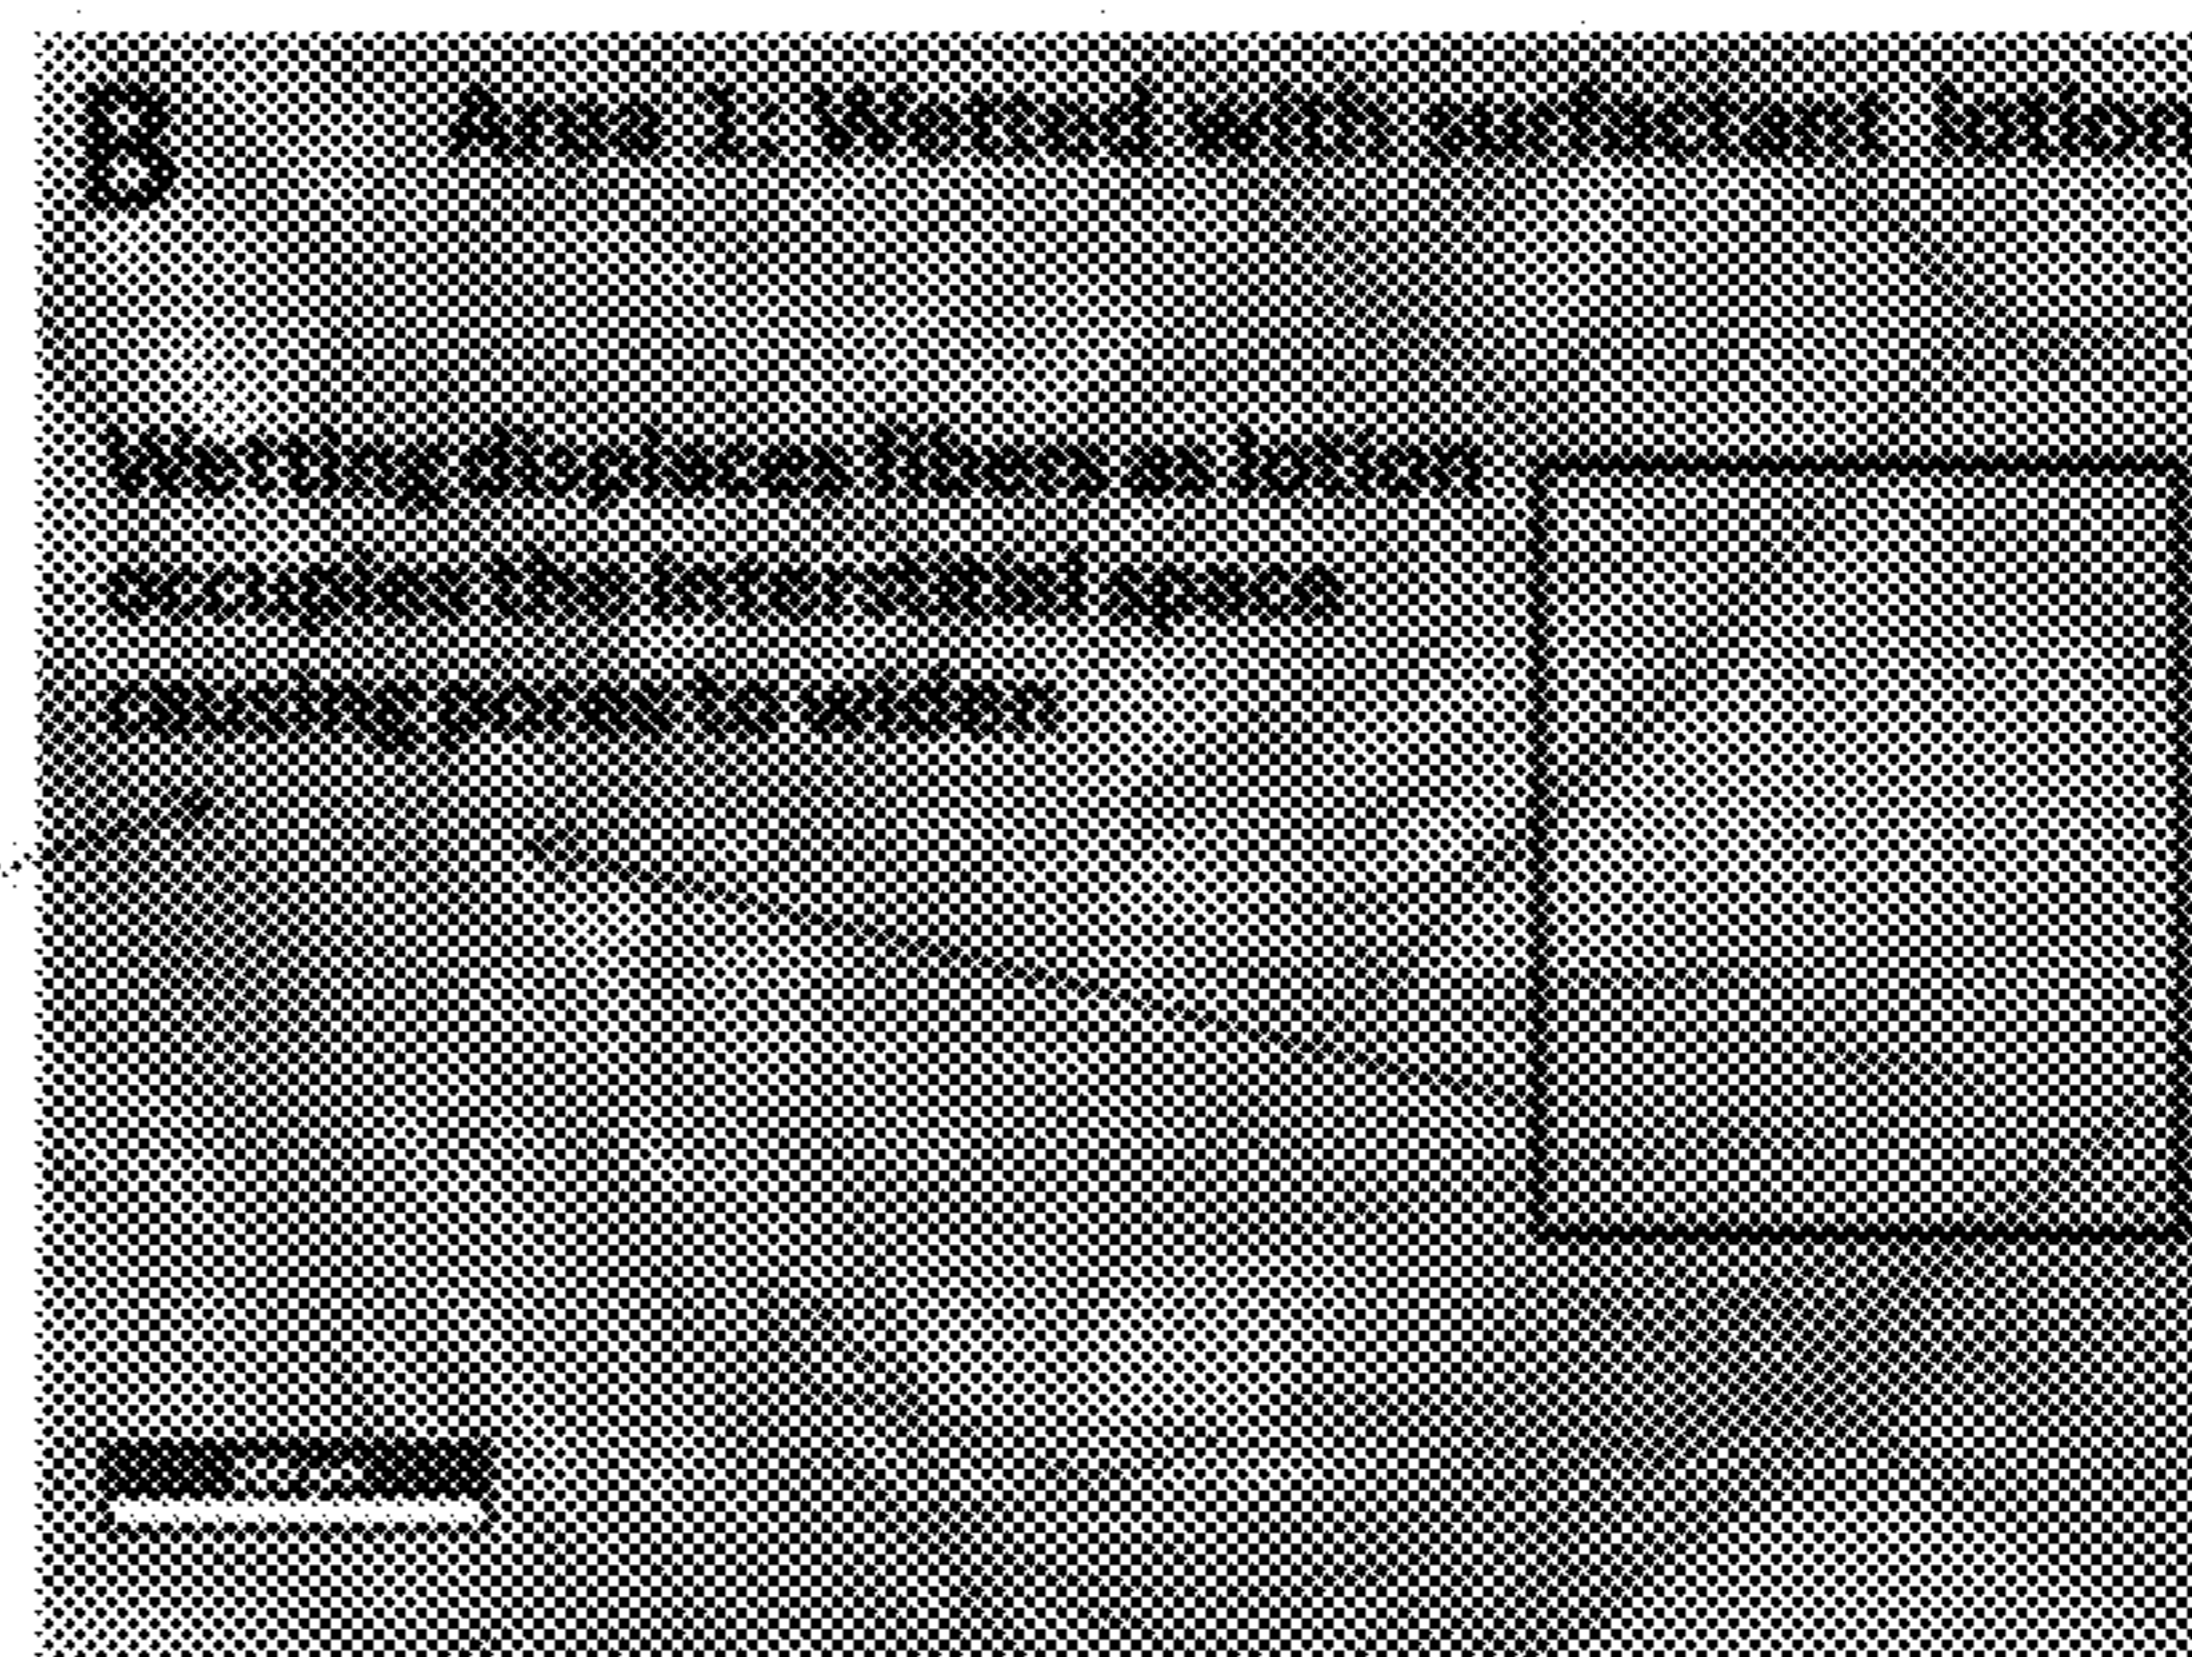 B
Area 1: Wetted with surfactant lotion
Wetting displaces fibers as lotion
occupies the interstitial space
causing pores to widen